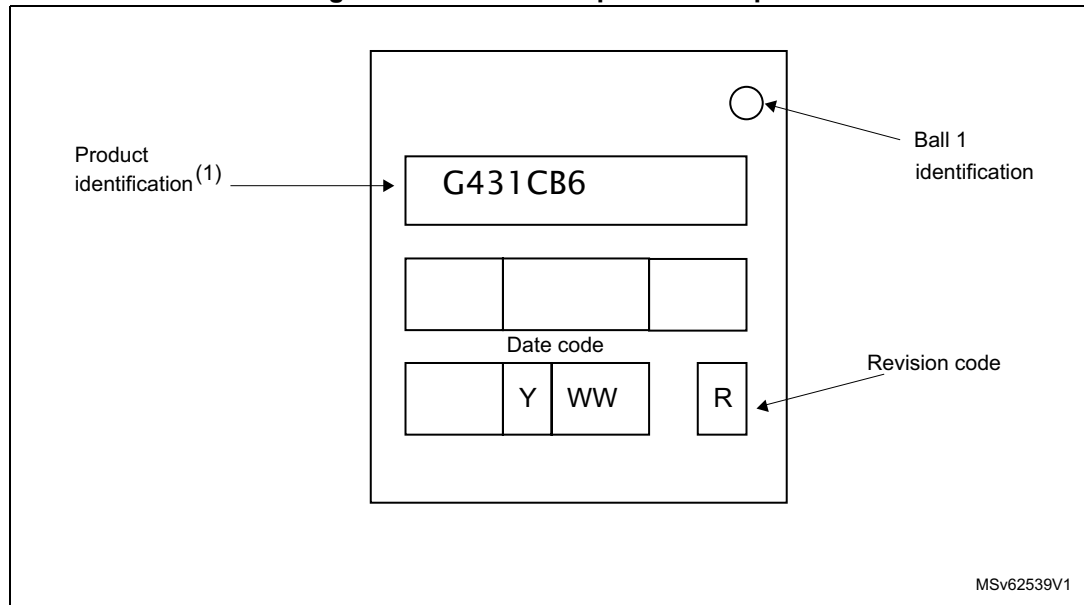 Ball 1
identification
Product
identification(1)
G431CB6
Date code
Revision code
Y WW R
MSv62539V1